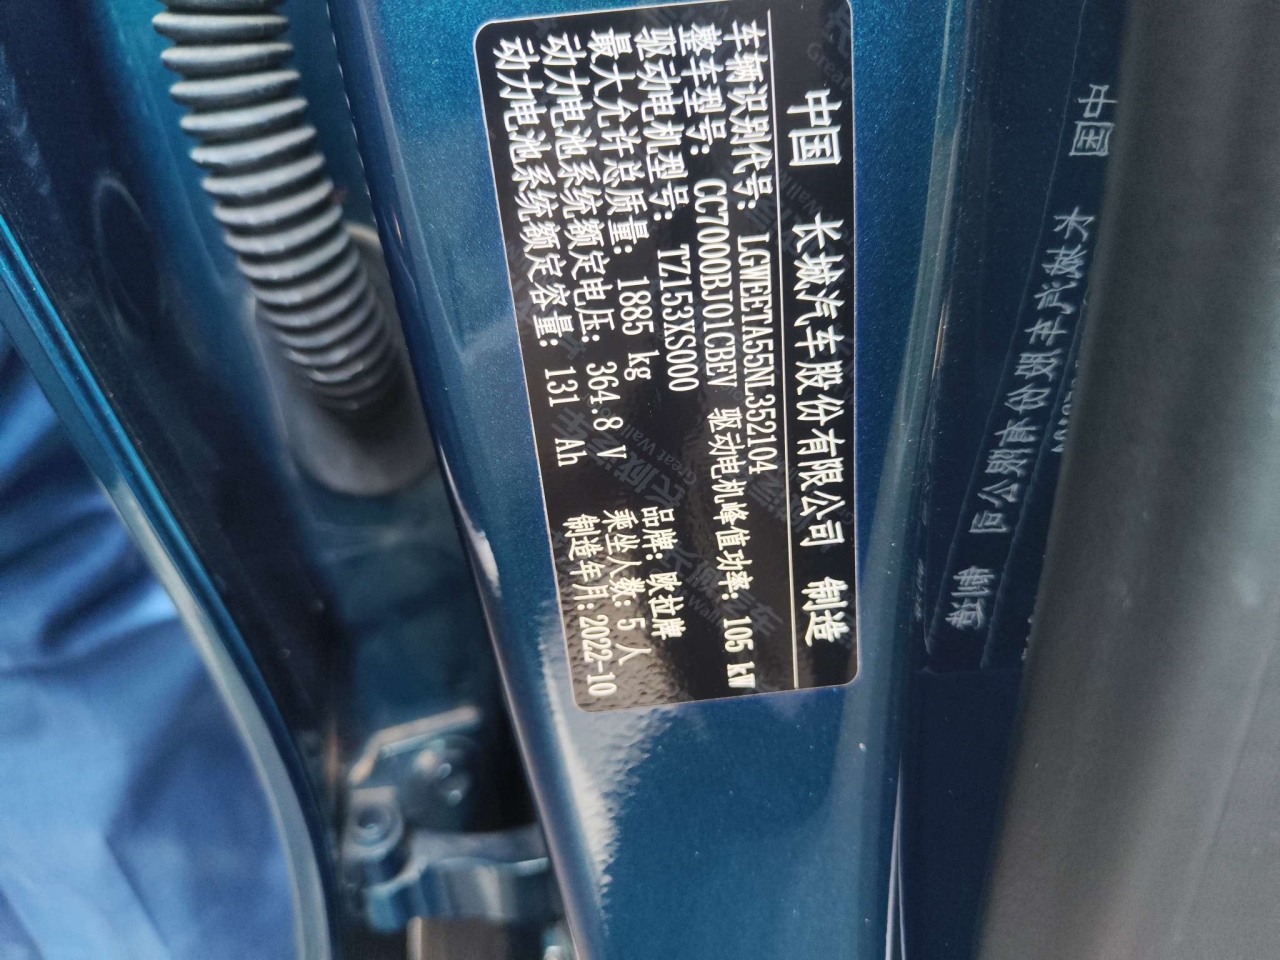 中国 长城汽车股份有限公司 制造
车辆识别代号: LGWEETA55NL352104
整车型号: CC7000BJ01CBEV 驱动电机峰值功率: 105 kW
驱动电机型号: TZ153XS000 品牌: 欧拉牌
最大允许总质量: 1885 kg 乘坐人数: 5 人
动力电池系统额定电压: 364.8 V 制造年月: 2022-10
动力电池系统额定容量: 131 Ah